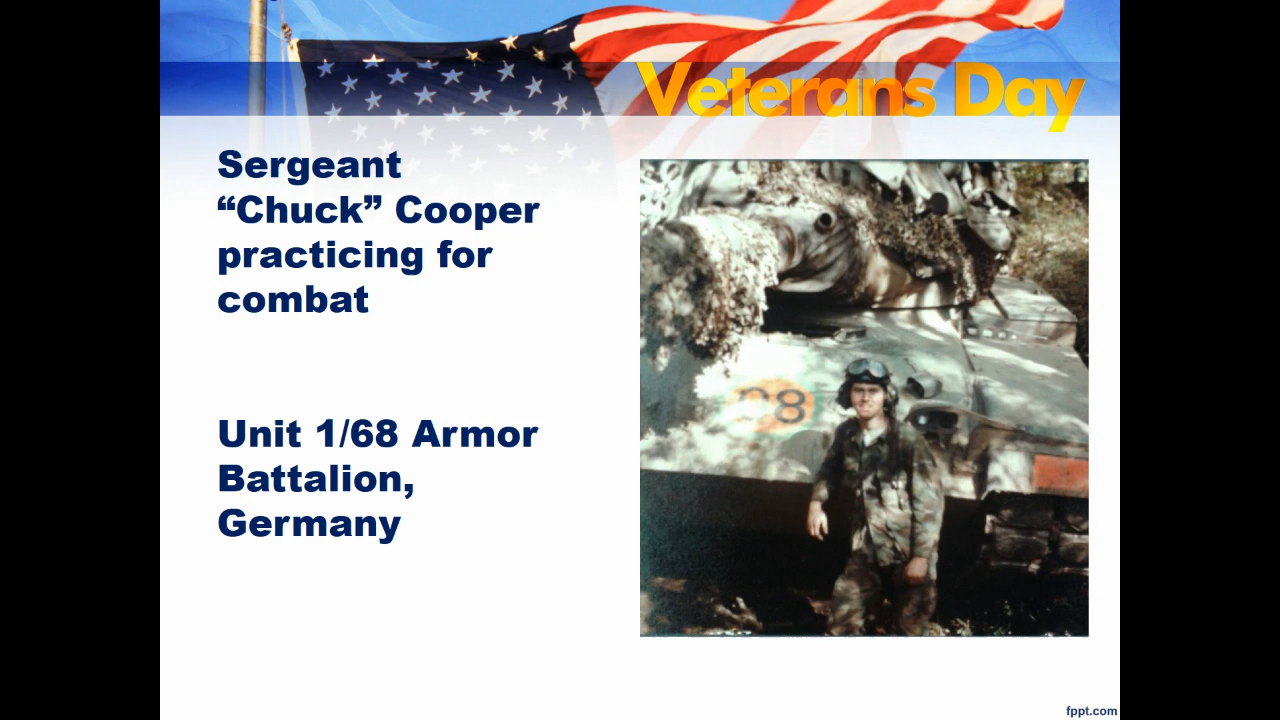 Veterans Day
Sergeant
“Chuck” Cooper
practicing for
combat
Unit 1/68 Armor
Battalion,
Germany
fppt.com